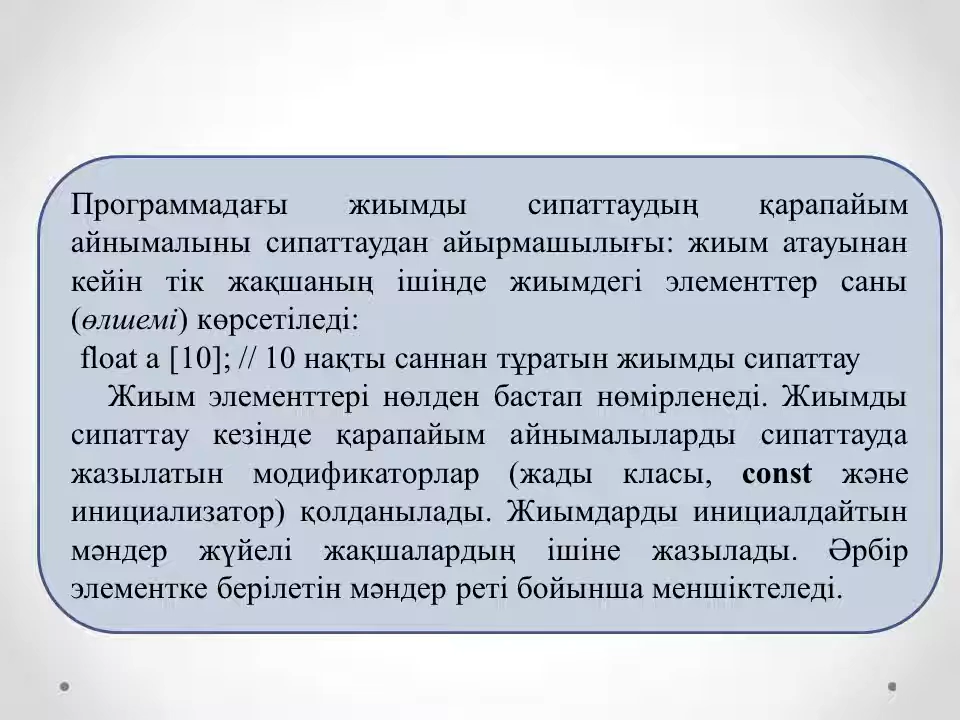 Программадағы жиымды сипаттаудың қарапайым
айнымалыны сипаттаудан айырмашылығы: жиым атауынан
кейін тік жақшаның ішінде жиымдегі элементтер саны
(өлшемі) көрсетіледі:
float a [10]; // 10 нақты саннан тұратын жиымды сипаттау
Жиым элементтері нөлден бастап нөмірленеді. Жиымды
сипаттау кезінде қарапайым айнымалыларды сипаттауда
жазылатын модификаторлар (жады класы, const және
инициализатор) қолданылады. Жиымдарды инициалдайтын
мәндер жүйелі жақшалардың ішіне жазылады. Әрбір
элементке берілетін мәндер реті бойынша меншіктеледі.